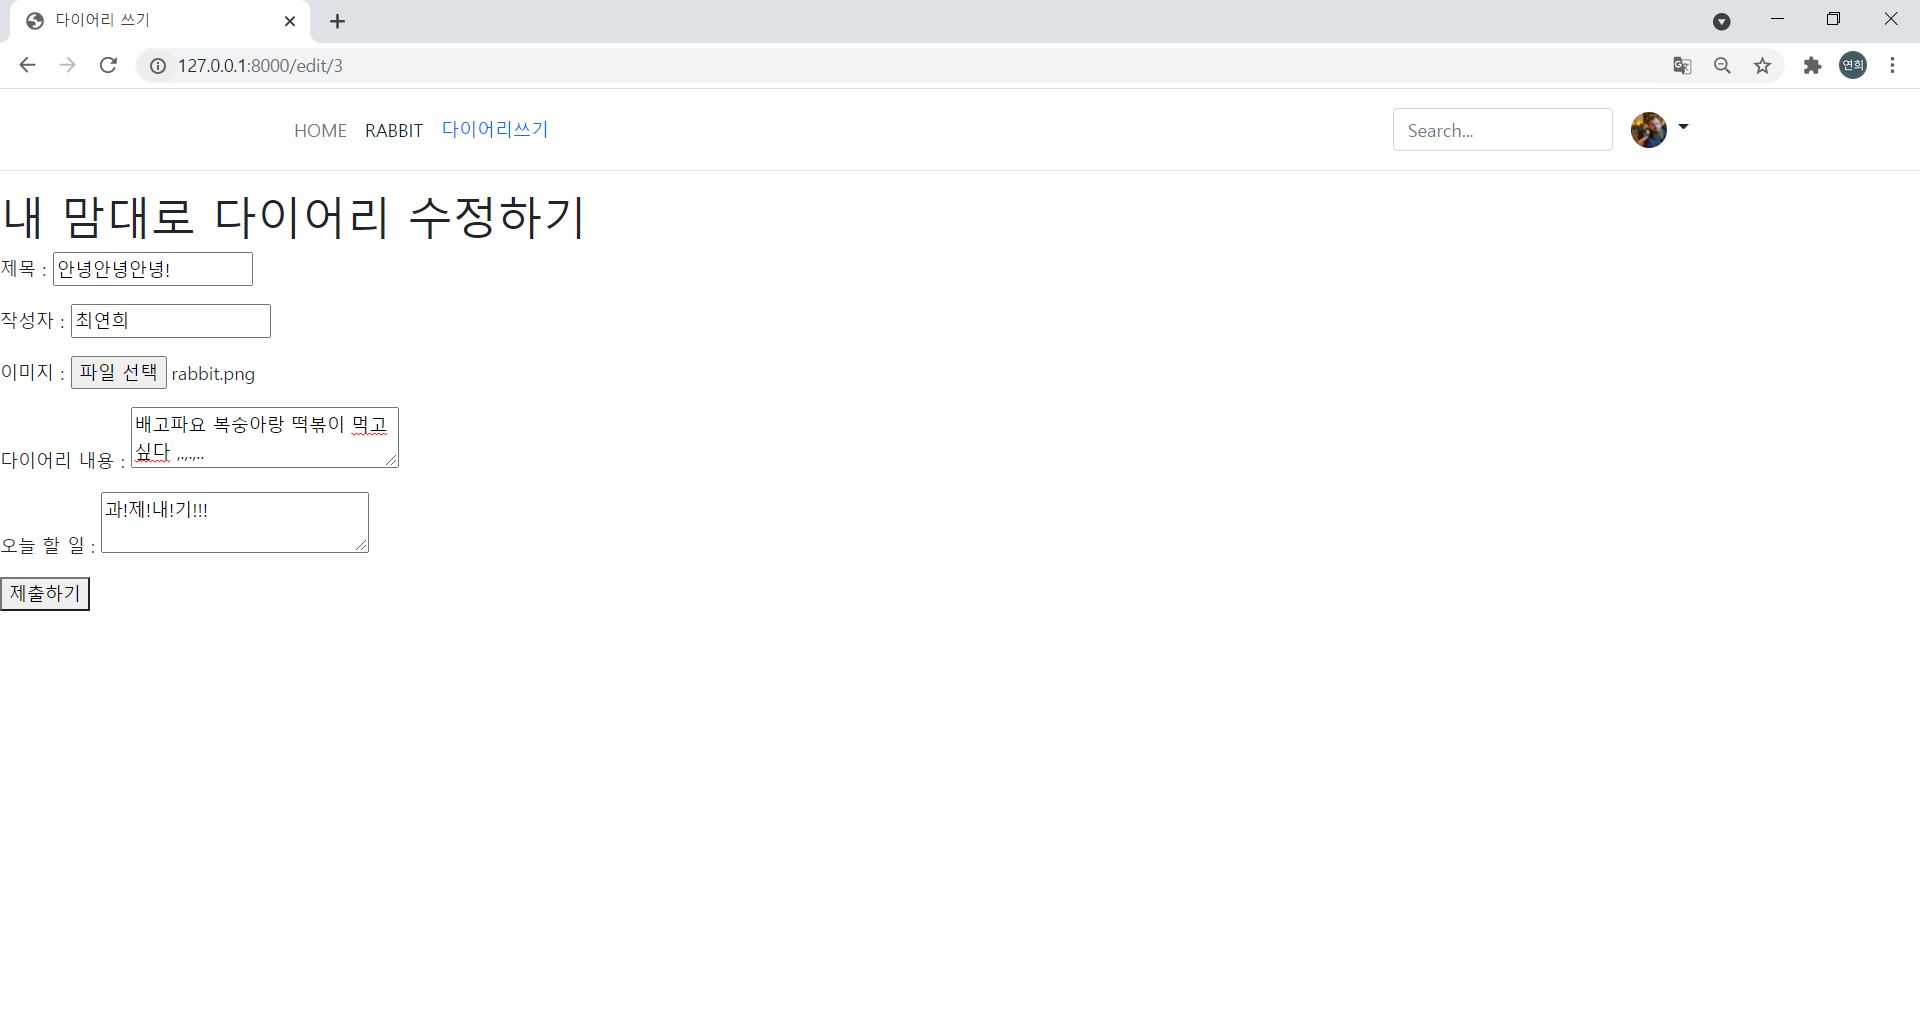 다이어리 쓰기
127.0.0.1:8000/edit/3
연희
HOME RABBIT 다이어리쓰기 Search...
내 맘대로 다이어리 수정하기
제목 : 안녕안녕안녕!
작성자 : 최연희
이미지 : 파일 선택 rabbit.png
다이어리 내용 : 배고파요 복숭아랑 떡볶이 먹고
싶다 ,.,.,..
오늘 할 일 : 과!제!내!기!!!
제출하기